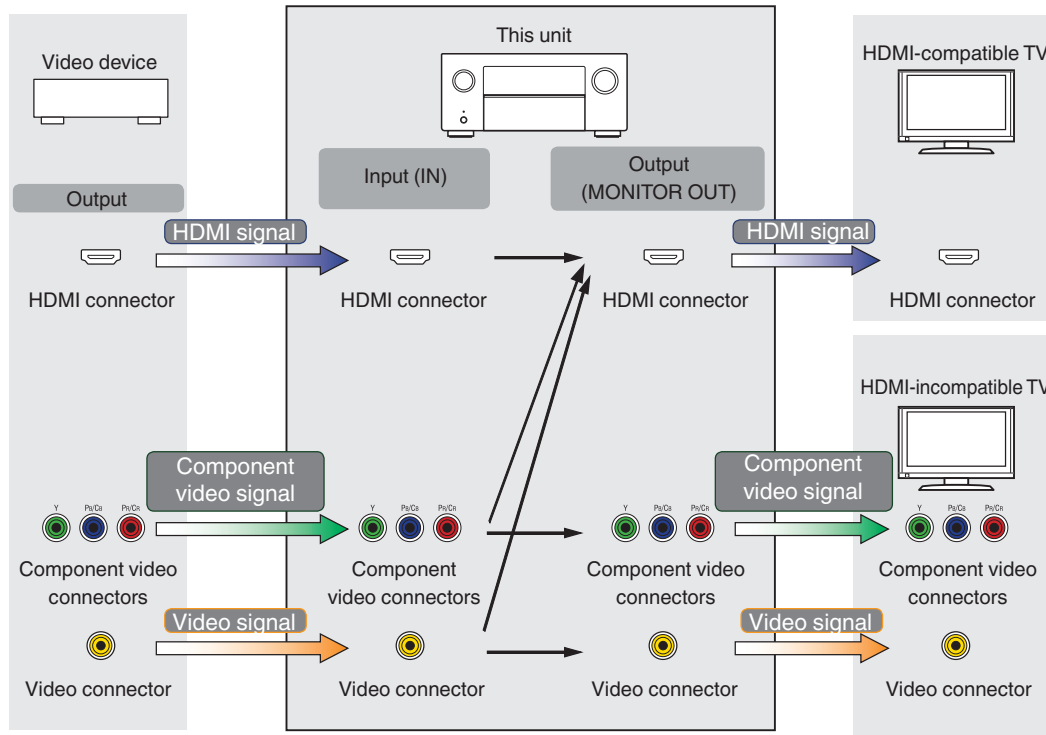 Video device
This unit
HDMI-compatible TV
Output
Input (IN)
Output
(MONITOR OUT)
HDMI signal
HDMI signal
HDMI connector
HDMI connector
HDMI connector
HDMI connector
HDMI-incompatible TV
Component
video signal
Component
video signal
Y PB/CB PR/CR
Y PB/CB PR/CR
Y PB/CB PR/CR
Y PB/CB PR/CR
Component video
connectors
Component
video connectors
Component video
connectors
Component video
connectors
Video signal
Video signal
Video connector
Video connector
Video connector
Video connector